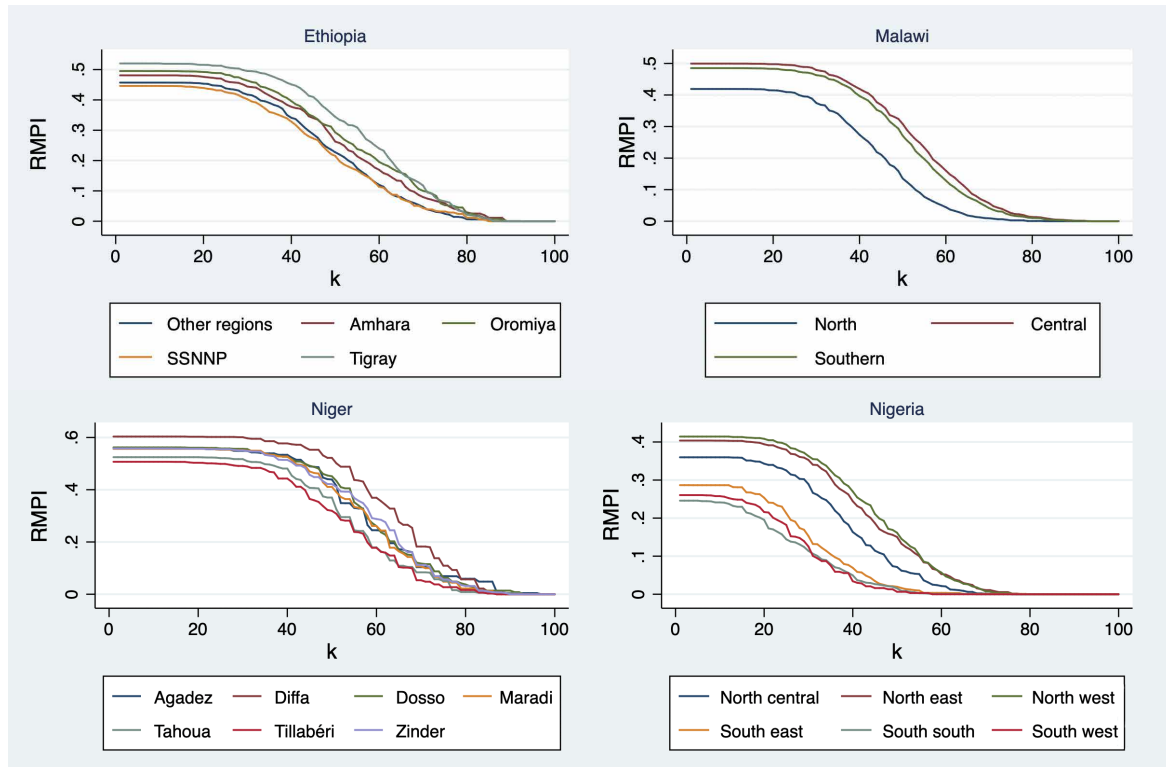 Ethiopia
RMPI
.5
.4
.3
.2
.1
0
0 20 40 60 80 100
k
Other regions Amhara Oromiya
SSNNP Tigray
Malawi
RMPI
.5
.4
.3
.2
.1
0
0 20 40 60 80 100
k
North Central
Southern
Niger
RMPI
.6
.4
.2
0
0 20 40 60 80 100
k
Agadez Diffa Dosso Maradi
Tahoua Tillabéri Zinder
Nigeria
RMPI
.4
.3
.2
.1
0
0 20 40 60 80 100
k
North central North east North west
South east South south South west